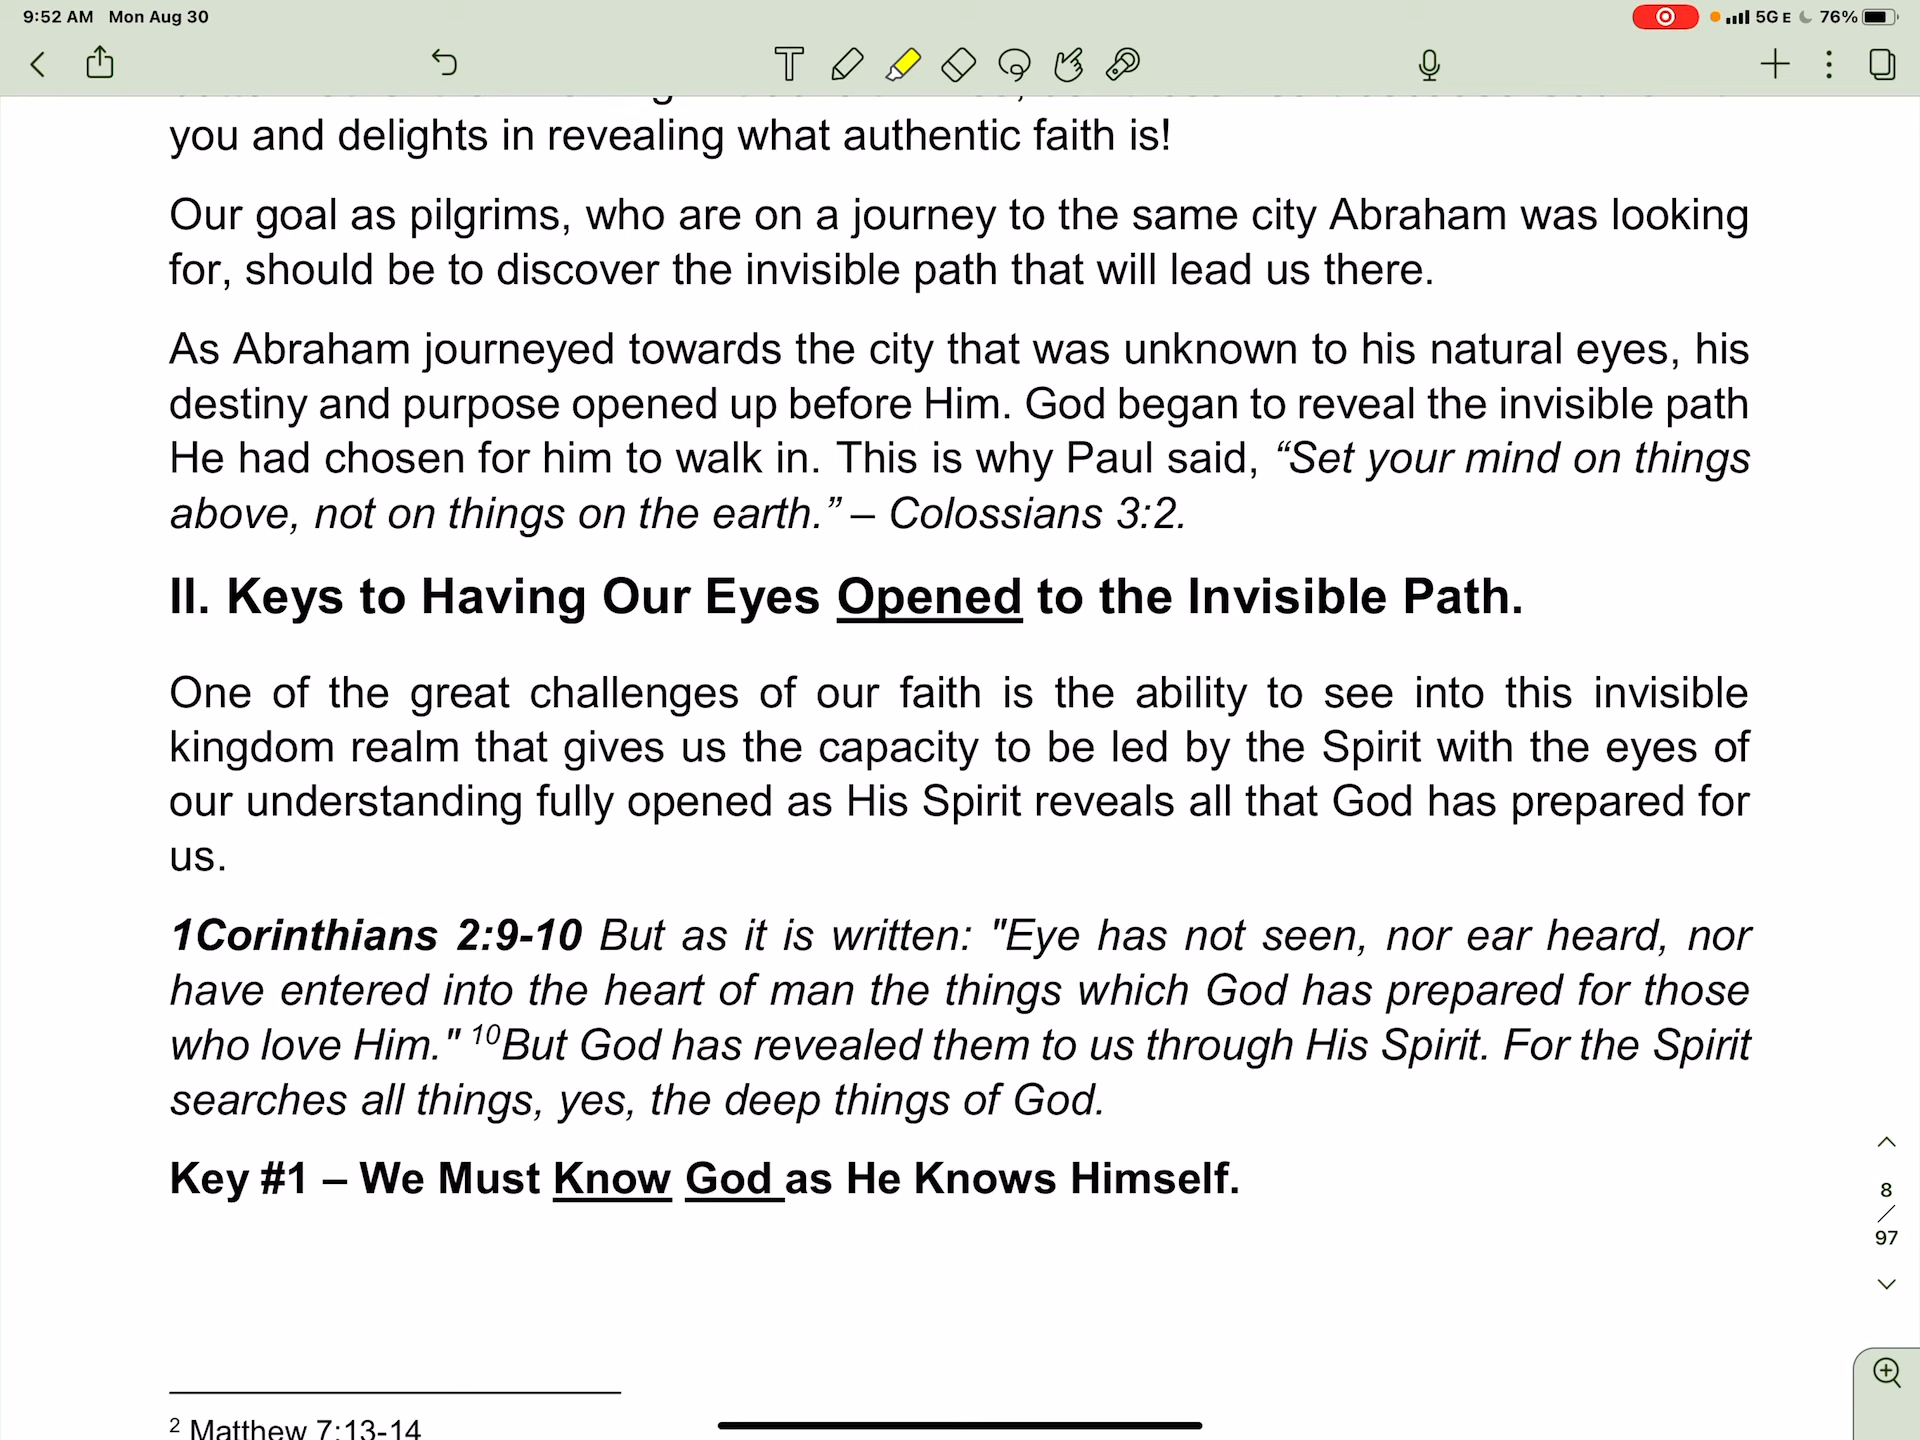 9:52 AM Mon Aug 30
5G E 76%
you and delights in revealing what authentic faith is!
Our goal as pilgrims, who are on a journey to the same city Abraham was looking
for, should be to discover the invisible path that will lead us there.
As Abraham journeyed towards the city that was unknown to his natural eyes, his
destiny and purpose opened up before Him. God began to reveal the invisible path
He had chosen for him to walk in. This is why Paul said, “Set your mind on things
above, not on things on the earth.” – Colossians 3:2.
II. Keys to Having Our Eyes Opened to the Invisible Path.
One of the great challenges of our faith is the ability to see into this invisible
kingdom realm that gives us the capacity to be led by the Spirit with the eyes of
our understanding fully opened as His Spirit reveals all that God has prepared for
us.
1Corinthians 2:9-10 But as it is written: "Eye has not seen, nor ear heard, nor
have entered into the heart of man the things which God has prepared for those
who love Him." 10But God has revealed them to us through His Spirit. For the Spirit
searches all things, yes, the deep things of God.
Key #1 – We Must Know God as He Knows Himself.
8
/
97
2 Matthew 7:13-14